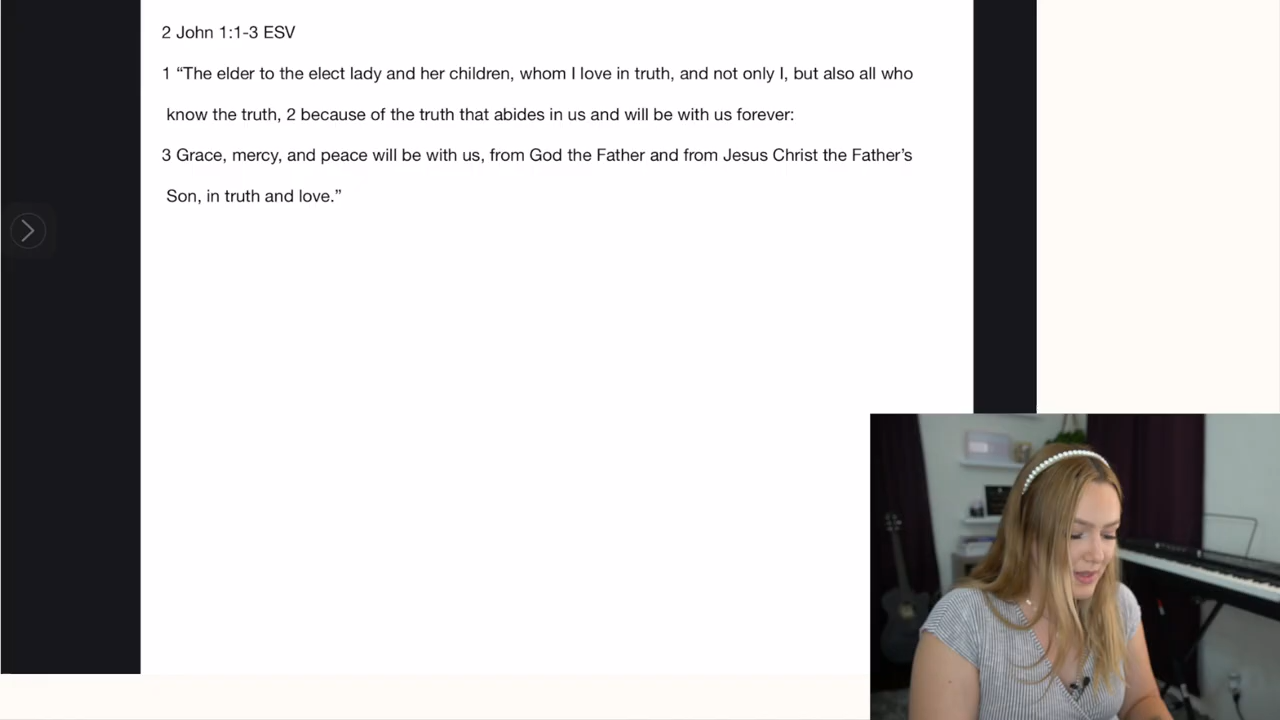 2 John 1:1-3 ESV
1 “The elder to the elect lady and her children, whom I love in truth, and not only I, but also all who
know the truth, 2 because of the truth that abides in us and will be with us forever:
3 Grace, mercy, and peace will be with us, from God the Father and from Jesus Christ the Father’s
Son, in truth and love.”